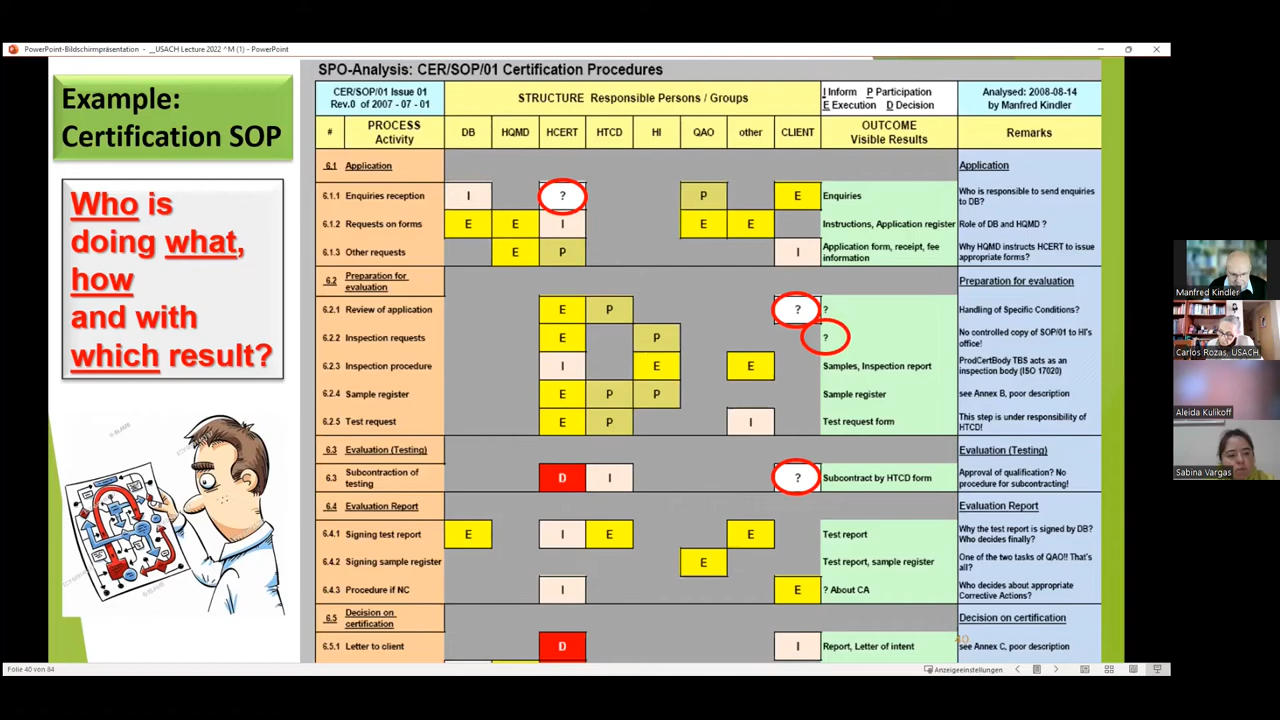 PowerPoint-Bildschirmpräsentation - __USACH Lecture 2022 ^M (1) - PowerPoint
Example:
Certification SOP
Who is
doing what,
how
and with
which result?
SPO-Analysis: CER/SOP/01 Certification Procedures
CER/SOP/01 Issue 01
Rev.0 of 2007 - 07 - 01
STRUCTURE Responsible Persons / Groups
I Inform P Participation
E Execution D Decision
Analysed: 2008-08-14
by Manfred Kindler
# PROCESS Activity DB HQMD HCERT HTCD HI QAO other CLIENT OUTCOME Visible Results Remarks
6.1 Application Application
6.1.1 Enquiries reception I ? P E Enquiries Who is responsible to send enquiries to DB?
6.1.2 Requests on forms E E I E E Instructions, Application register Role of DB and HQMD ?
6.1.3 Other requests E P I Application form, receipt, fee information Why HQMD instructs HCERT to issue appropriate forms?
6.2 Preparation for evaluation Preparation for evaluation
6.2.1 Review of application E P ? ? Handling of Specific Conditions?
6.2.2 Inspection requests E P ? No controlled copy of SOP/01 to HI's office!
6.2.3 Inspection procedure I E E Samples, Inspection report ProdCertBody TBS acts as an inspection body (ISO 17020)
6.2.4 Sample register E P P Sample register see Annex B, poor description
6.2.5 Test request E P I Test request form This step is under responsibility of HTCD!
6.3 Evaluation (Testing) Evaluation (Testing)
6.3 Subcontraction of testing D I ? Subcontract by HTCD form Approval of qualification? No procedure for subcontracting!
6.4 Evaluation Report Evaluation Report
6.4.1 Signing test report E I E E Test report Why the test report is signed by DB? Who decides finally?
6.4.2 Signing sample register E Test report, sample register One of the two tasks of QAO!! That's all?
6.4.3 Procedure if NC I E ? About CA Who decides about appropriate Corrective Actions?
6.5 Decision on certification Decision on certification
40
6.5.1 Letter to client D I Report, Letter of intent see Annex C, poor description
Folie 40 von 84
Anzeigeeinstellungen
Manfred Kindler
Carlos Rozas, USACH
Aleida Kulikoff
Sabina Vargas